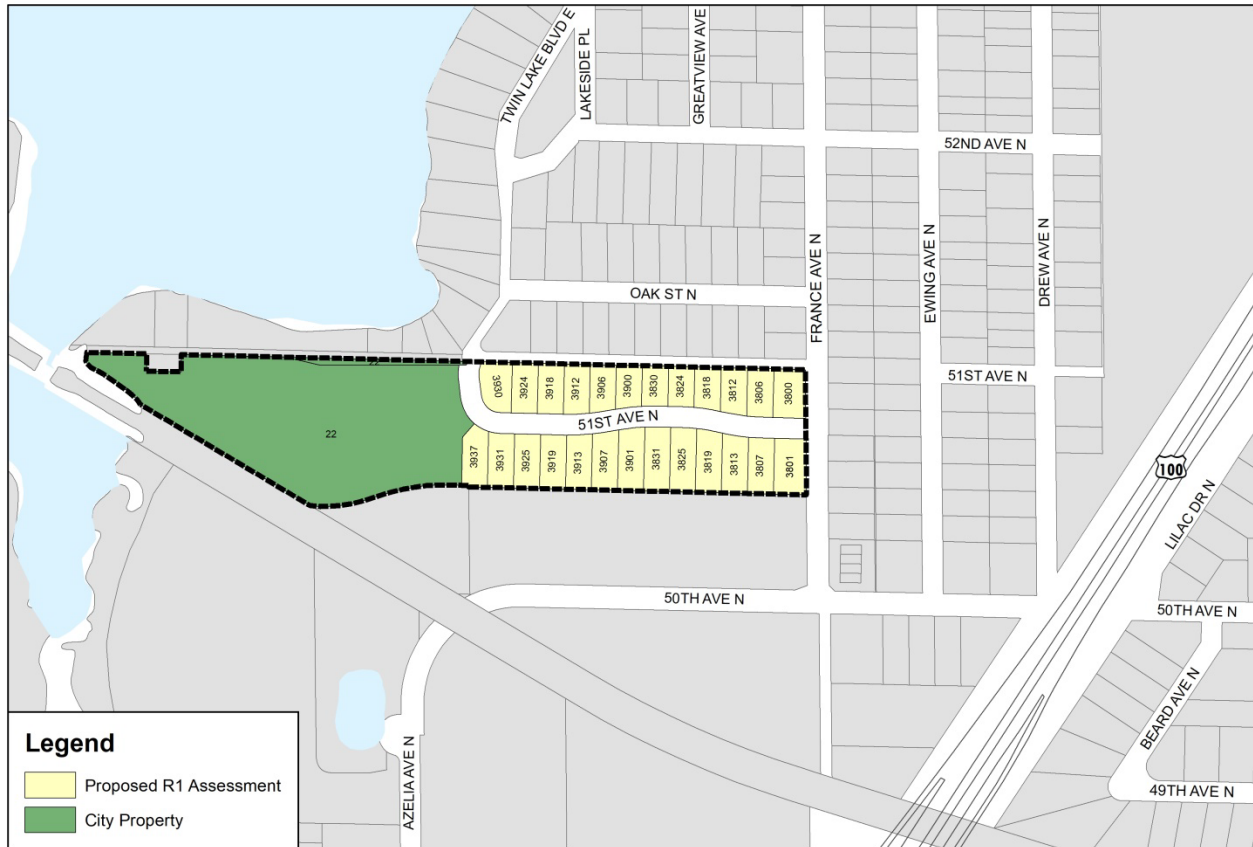 TWIN LAKE BLVD E
LAKESIDE PL
GREATVIEW AVE
52ND AVE N
FRANCE AVE N
EWING AVE N
DREW AVE N
OAK ST N
51ST AVE N
22
3930
3924
3918
3912
3906
3900
3830
3824
3818
3812
3806
3800
51ST AVE N
22
3937
3931
3925
3919
3913
3907
3901
3831
3825
3819
3813
3807
3801
100
LILAC DR N
50TH AVE N
50TH AVE N
BEARD AVE N
49TH AVE N
AZELIA AVE N
Legend
Proposed R1 Assessment
City Property